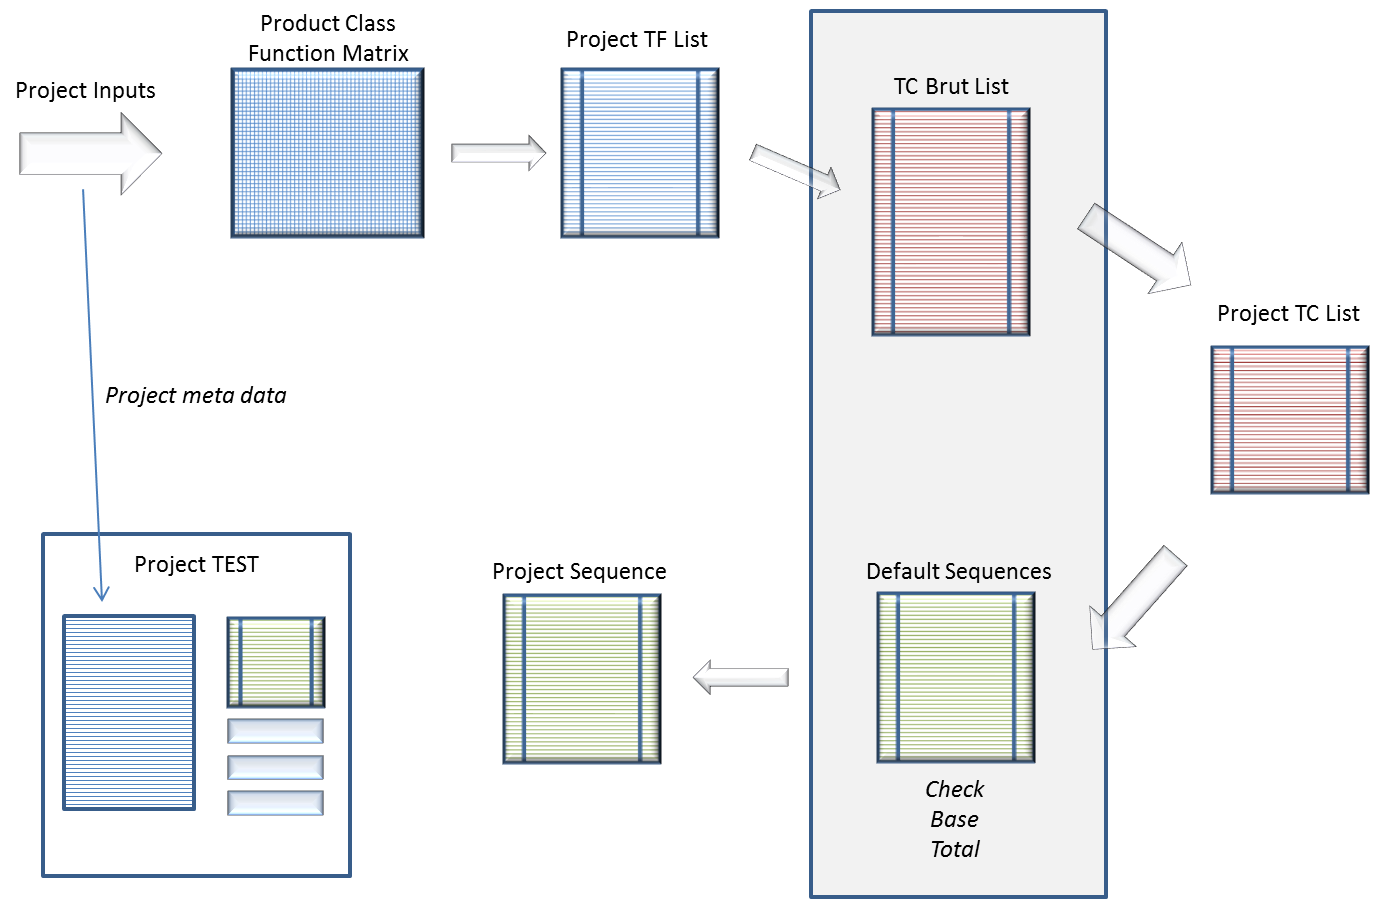 Project Inputs
Product Class
Function Matrix
Project TF List
TC Brut List
Project TC List
Project meta data
Project TEST
Project Sequence
Default Sequences
Check
Base
Total